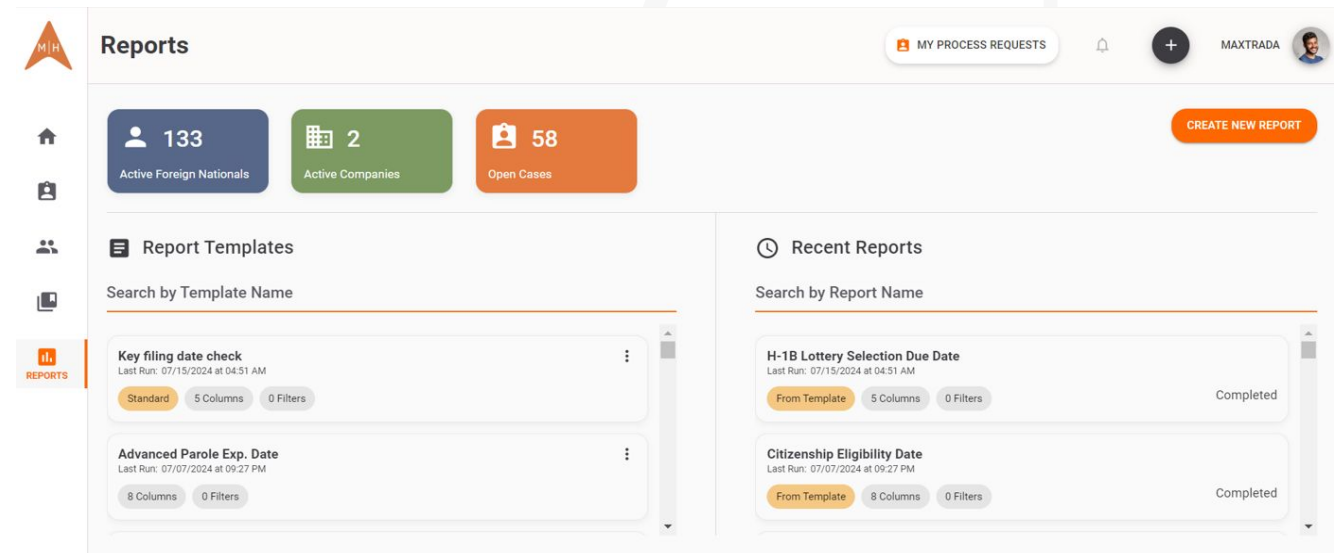 M|H
Reports
MY PROCESS REQUESTS
+
MAXTRADA
133
Active Foreign Nationals
2
Active Companies
58
Open Cases
CREATE NEW REPORT
REPORTS
Report Templates
Search by Template Name
Key filing date check
Last Run: 07/15/2024 at 04:51 AM
Standard 5 Columns 0 Filters
Advanced Parole Exp. Date
Last Run: 07/07/2024 at 09:27 PM
8 Columns 0 Filters
Recent Reports
Search by Report Name
H-1B Lottery Selection Due Date
Last Run: 07/15/2024 at 04:51 AM
From Template 5 Columns 0 Filters
Completed
Citizenship Eligibility Date
Last Run: 07/07/2024 at 09:27 PM
From Template 8 Columns 0 Filters
Completed